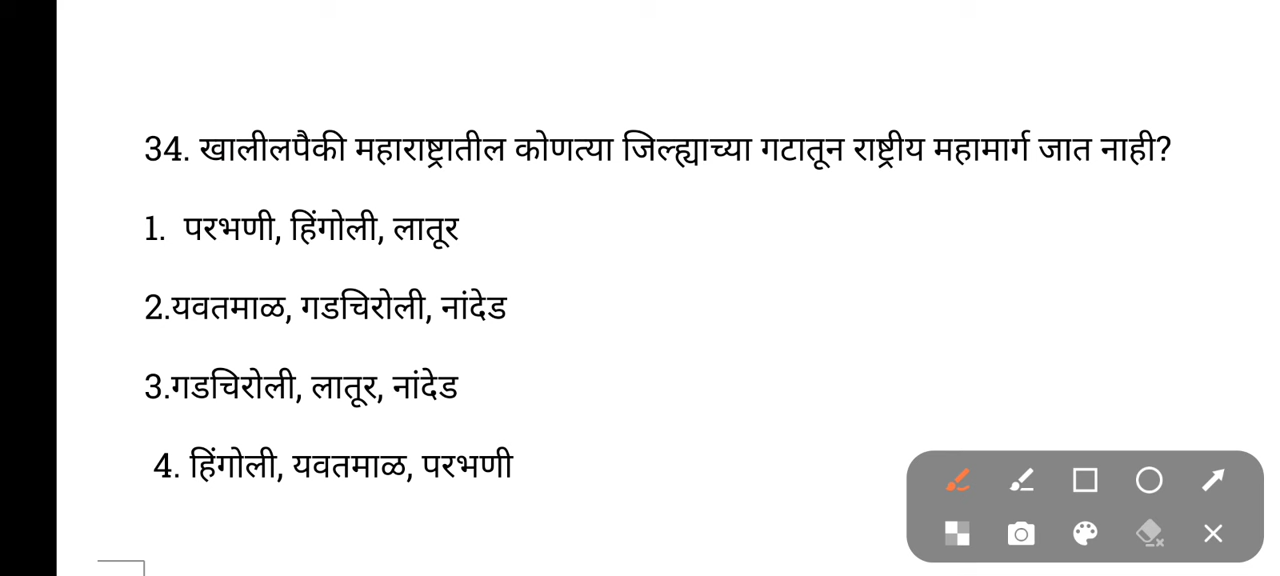 34. खालीलपैकी महाराष्ट्रातील कोणत्या जिल्ह्याच्या गटातून राष्ट्रीय महामार्ग जात नाही?
1. परभणी, हिंगोली, लातूर
2.यवतमाळ, गडचिरोली, नांदेड
3.गडचिरोली, लातूर, नांदेड
4. हिंगोली, यवतमाळ, परभणी